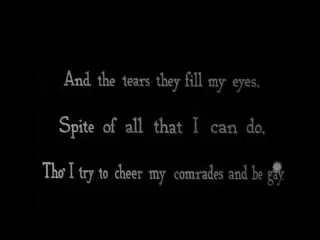 And the tears they fill my eyes,
Spite of all that I can do,
Tho' I try to cheer my comrades and be gay.